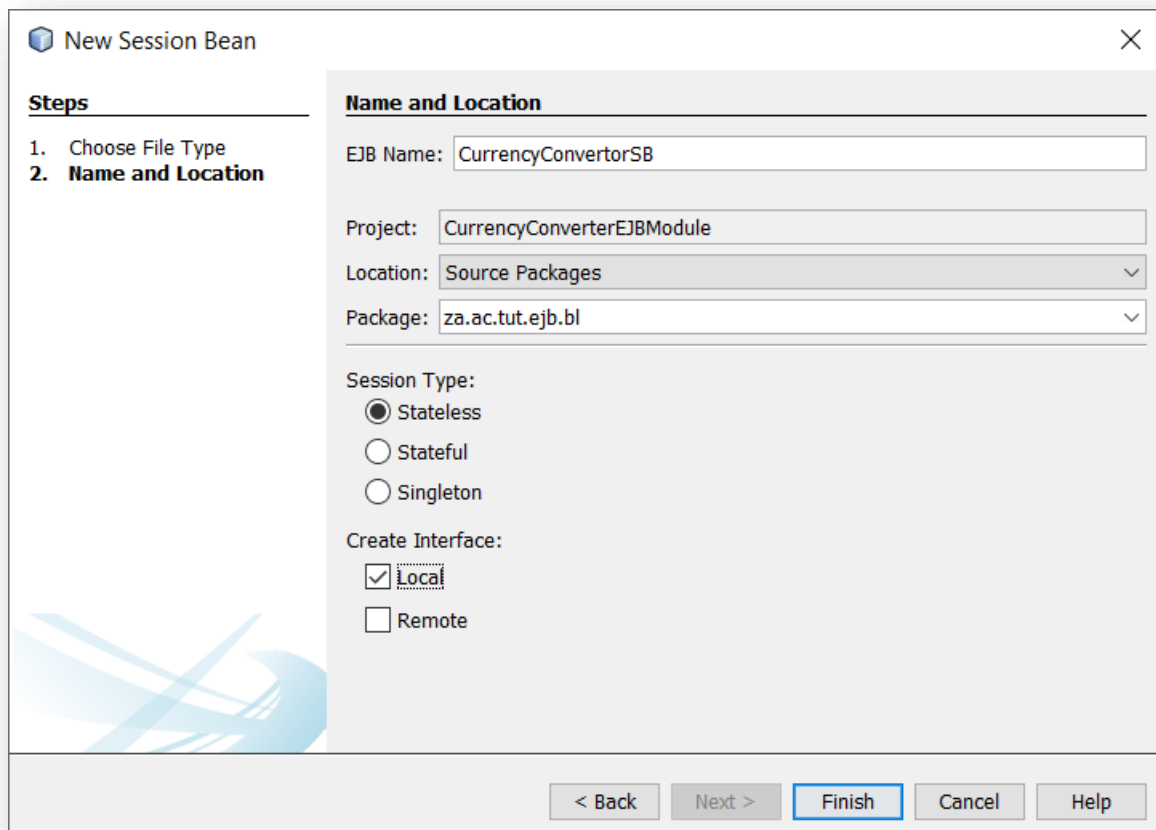 New Session Bean
Steps
1. Choose File Type
2. Name and Location
Name and Location
EJB Name: CurrencyConvertorSB
Project: CurrencyConverterEJBModule
Location: Source Packages
Package: za.ac.tut.ejb.bl
Session Type:
Stateless
Stateful
Singleton
Create Interface:
Local
Remote
< Back Next > Finish Cancel Help